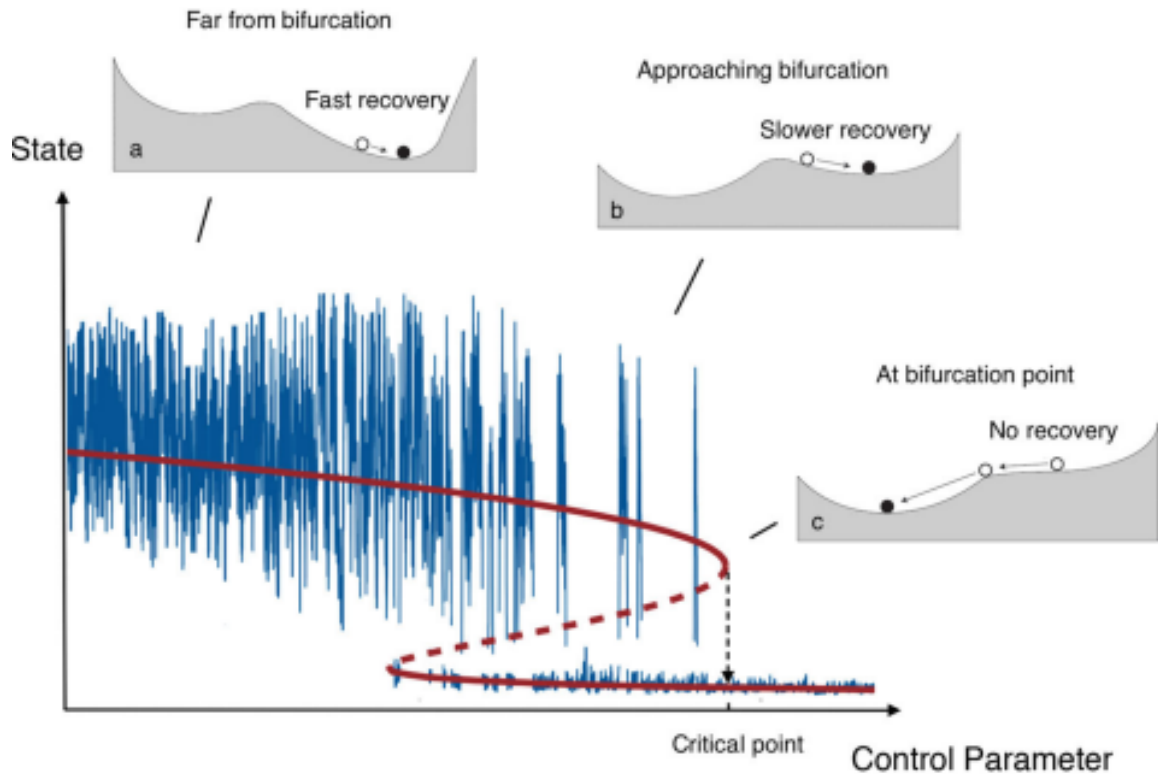 Far from bifurcation
Fast recovery
a
Approaching bifurcation
Slower recovery
b
State
At bifurcation point
No recovery
c
Critical point
Control Parameter